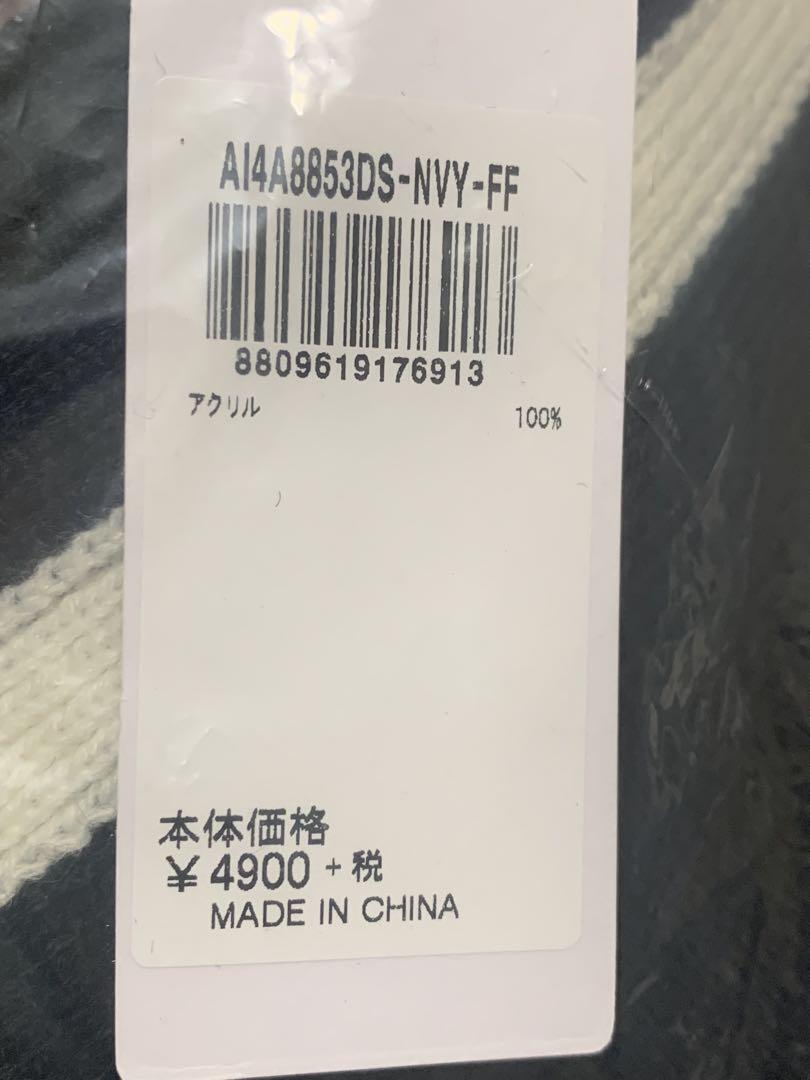 AI4A8853DS-NVY-FF
8809619176913
アクリル 100%
本体価格
¥4900+税
MADE IN CHINA